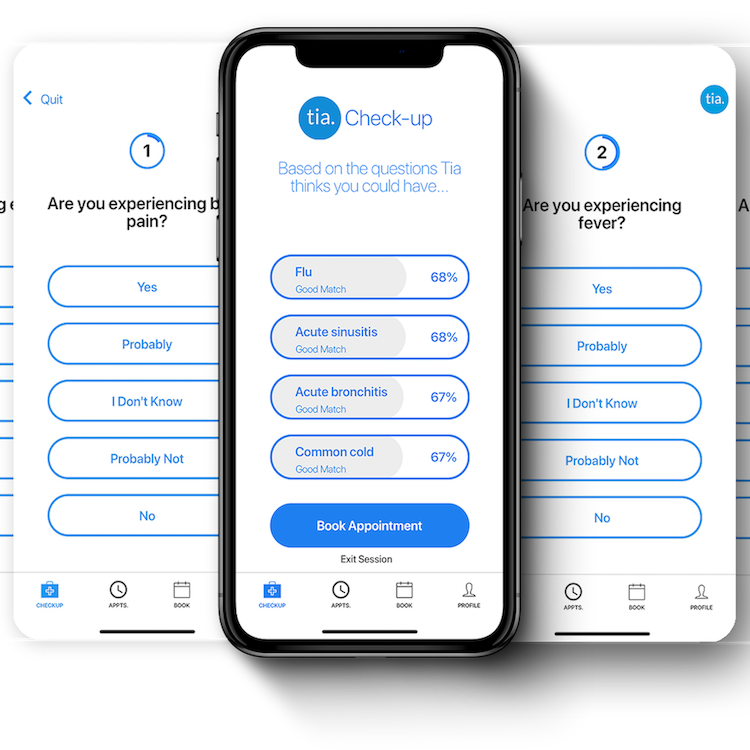 Quit
1
Are you experiencing
pain?
Yes
Probably
I Don't Know
Probably Not
No
CHECKUP
APPTS.
BOOK
tia. Check-up
Based on the questions Tia
thinks you could have...
Flu
Good Match
68%
Acute sinusitis
Good Match
68%
Acute bronchitis
Good Match
67%
Common cold
Good Match
67%
Book Appointment
Exit Session
CHECKUP
APPTS.
BOOK
PROFILE
tia.
2
Are you experiencing
fever?
Yes
Probably
I Don't Know
Probably Not
No
APPTS.
BOOK
PROFILE